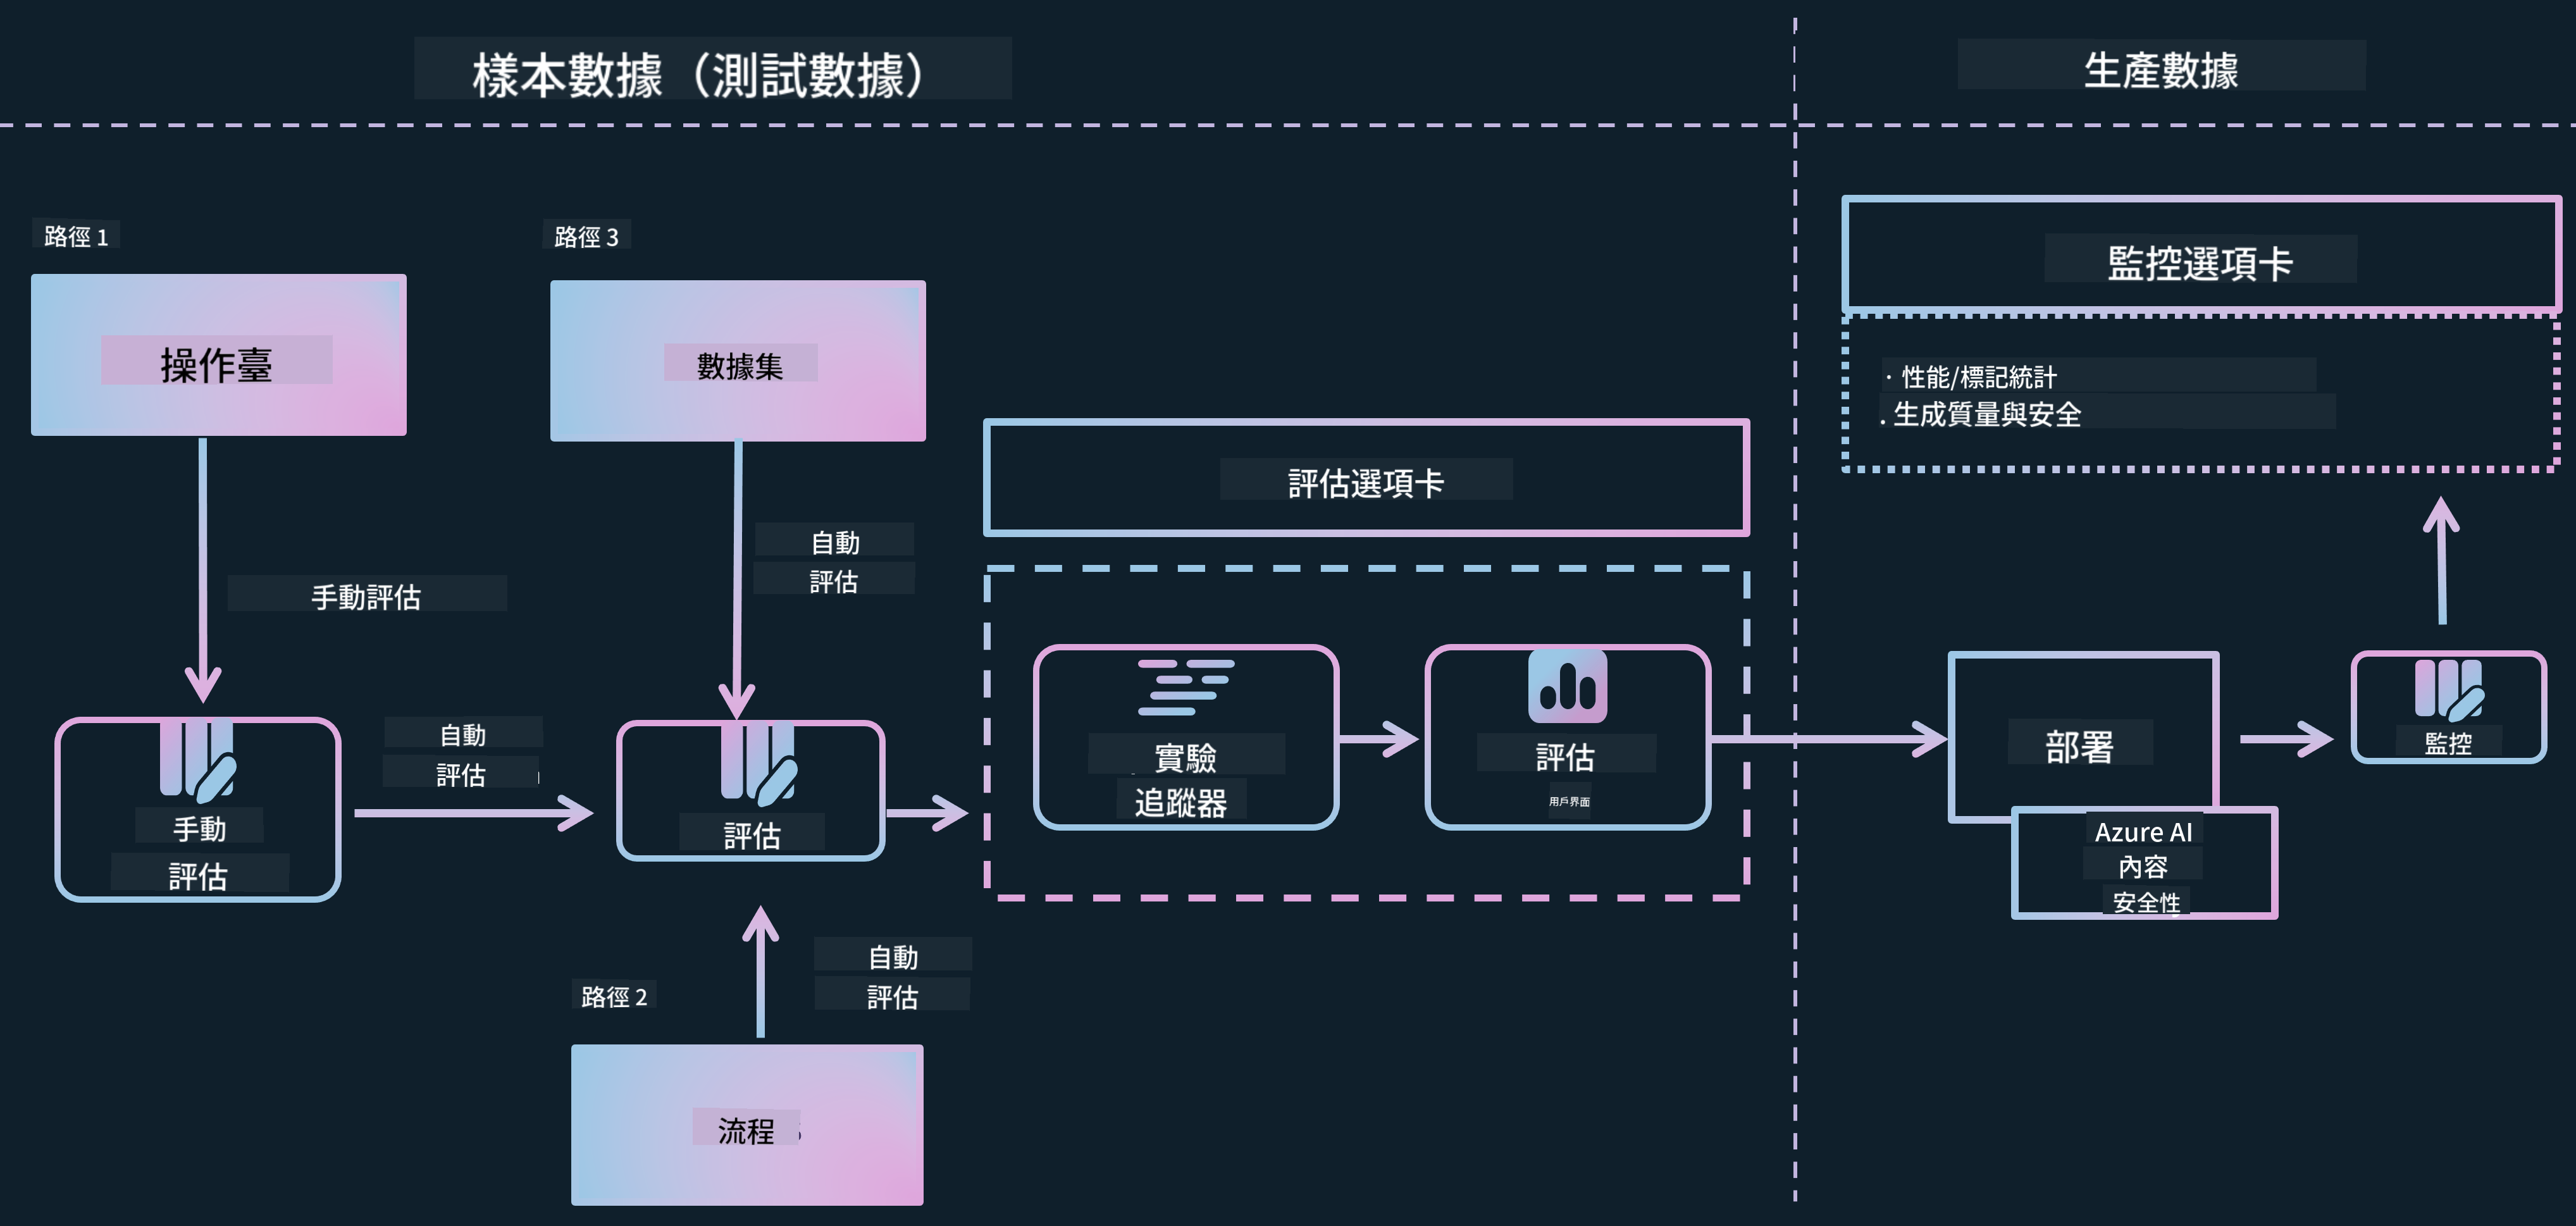 樣本數據（測試數據）
生產數據
路徑 1
操作臺
手動評估
手動
評估
自動
評估
路徑 3
數據集
自動
評估
評估
路徑 2
自動
評估
流程
評估選項卡
實驗
追蹤器
評估
用戶界面
監控選項卡
· 性能/標記統計
. 生成質量與安全
部署
Azure AI
內容
安全性
監控